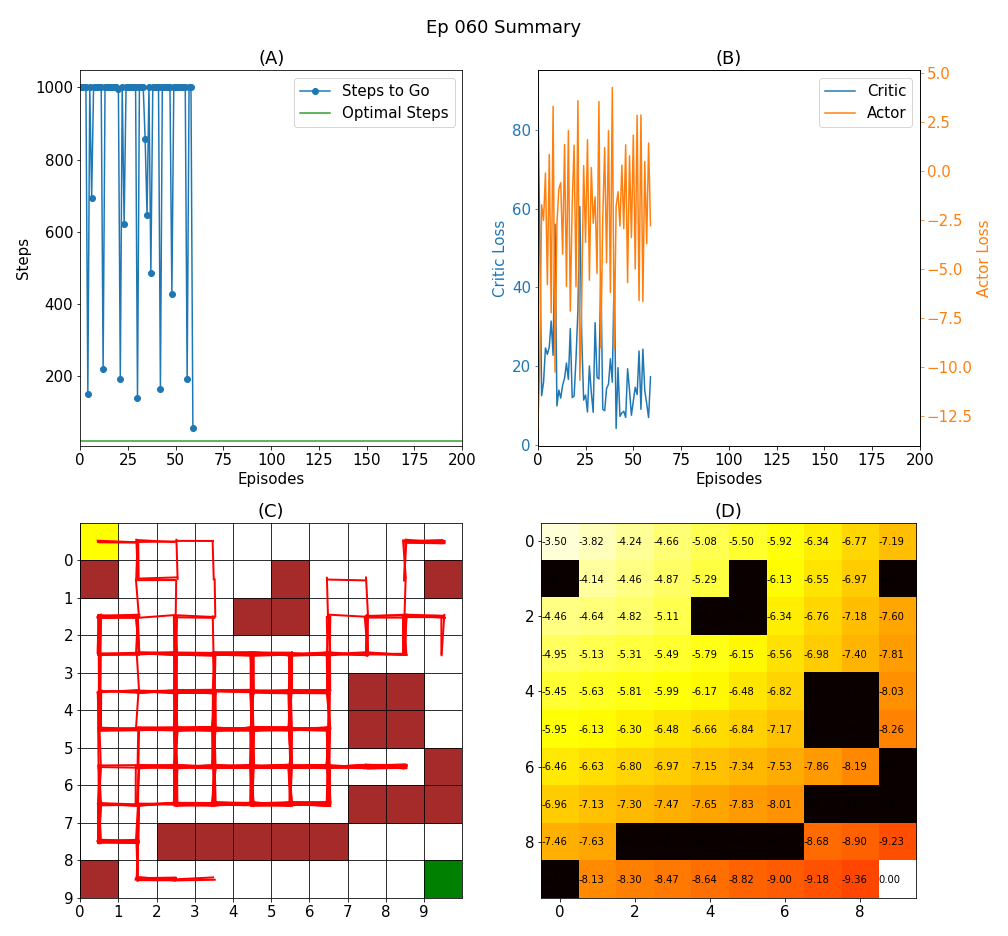 Ep 060 Summary
(A)
1000
800
600
400
200
0 25 50 75 100 125 150 175 200
Steps
Episodes
Steps to Go
Optimal Steps
(B)
80
60
40
20
0
0 25 50 75 100 125 150 175 200
5.0
2.5
0.0
−2.5
−5.0
−7.5
−10.0
−12.5
Critic Loss
Actor Loss
Episodes
Critic
Actor
(C)
0
1
2
3
4
5
6
7
8
9
0 1 2 3 4 5 6 7 8 9
(D)
0 -3.50 -3.82 -4.24 -4.66 -5.08 -5.50 -5.92 -6.34 -6.77 -7.19
-4.14 -4.46 -4.87 -5.29 -6.13 -6.55 -6.97
2 -4.46 -4.64 -4.82 -5.11 -6.34 -6.76 -7.18 -7.60
-4.95 -5.13 -5.31 -5.49 -5.79 -6.15 -6.56 -6.98 -7.40 -7.81
4 -5.45 -5.63 -5.81 -5.99 -6.17 -6.48 -6.82 -8.03
-5.95 -6.13 -6.30 -6.48 -6.66 -6.84 -7.17 -8.26
6 -6.46 -6.63 -6.80 -6.97 -7.15 -7.34 -7.53 -7.86 -8.19
-6.96 -7.13 -7.30 -7.47 -7.65 -7.83 -8.01
8 -7.46 -7.63 -8.68 -8.90 -9.23
-8.13 -8.30 -8.47 -8.64 -8.82 -9.00 -9.18 -9.36 0.00
0 2 4 6 8